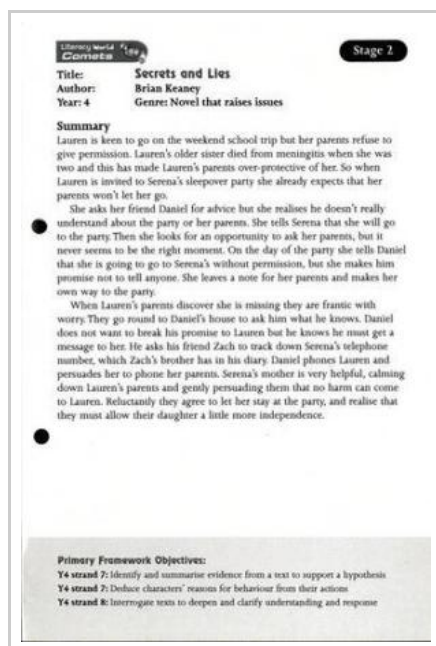 Literacy World
Comets
Stage 2
Title: Secrets and Lies
Author: Brian Keaney
Year: 4 Genre: Novel that raises issues
Summary
Lauren is keen to go on the weekend school trip but her parents refuse to
give permission. Lauren's older sister died from meningitis when she was
two and this has made Lauren's parents over-protective of her. So when
Lauren is invited to Serena's sleepover party she already expects that her
parents won't let her go.
She asks her friend Daniel for advice but she realises he doesn't really
understand about the party or her parents. She tells Serena that she will go
to the party. Then she looks for an opportunity to ask her parents, but it
never seems to be the right moment. On the day of the party she tells Daniel
that she is going to go to Serena's without permission, but she makes him
promise not to tell anyone. She leaves a note for her parents and makes her
own way to the party.
When Lauren's parents discover she is missing they are frantic with
worry. They go round to Daniel's house to ask him what he knows. Daniel
does not want to break his promise to Lauren but he knows he must get a
message to her. He asks his friend Zach to track down Serena's telephone
number, which Zach's brother has in his diary. Daniel phones Lauren and
persuades her to phone her parents. Serena's mother is very helpful, calming
down Lauren's parents and gently persuading them that no harm can come
to Lauren. Reluctantly they agree to let her stay at the party, and realise that
they must allow their daughter a little more independence.
Primary Framework Objectives:
Y4 strand 7: Identify and summarise evidence from a text to support a hypothesis
Y4 strand 7: Deduce characters' reasons for behaviour from their actions
Y4 strand 8: Interrogate texts to deepen and clarify understanding and response